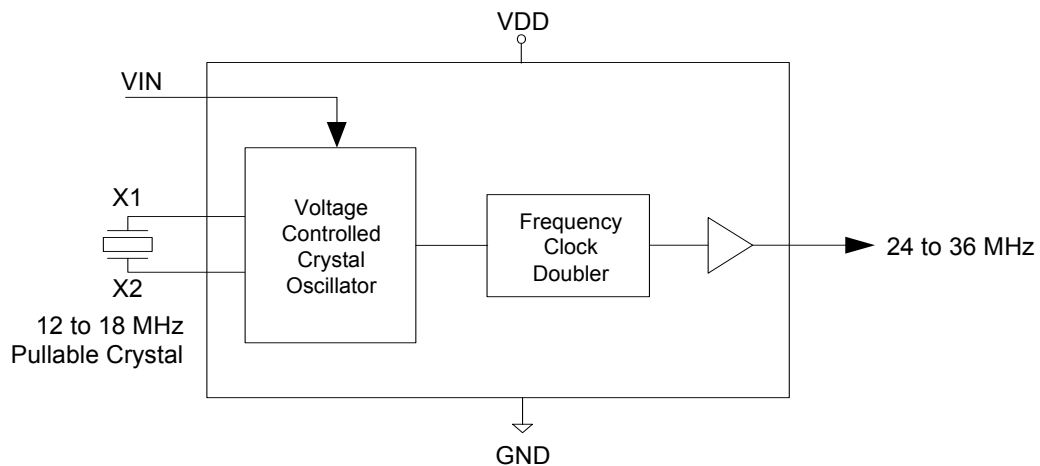 VDD
VIN
X1
X2
12 to 18 MHz
Pullable Crystal
Voltage
Controlled
Crystal
Oscillator
Frequency
Clock
Doubler
24 to 36 MHz
GND